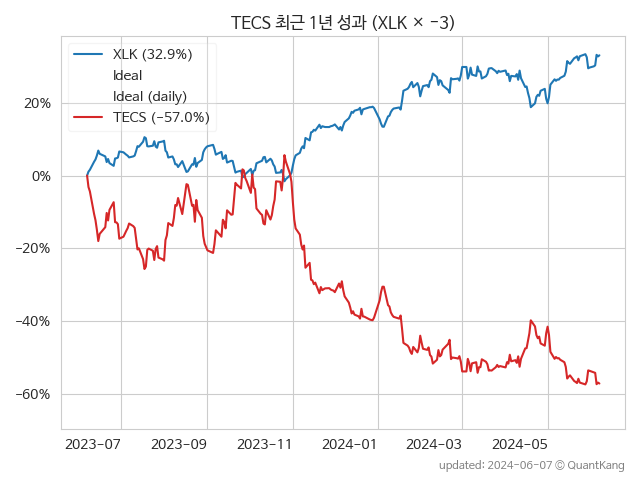 TECS 최근 1년 성과 (XLK × −3)
XLK (32.9%)
Ideal
Ideal (daily)
TECS (−57.0%)
20%
0%
−20%
−40%
−60%
2023-07 2023-09 2023-11 2024-01 2024-03 2024-05
updated: 2024-06-07 © QuantKang